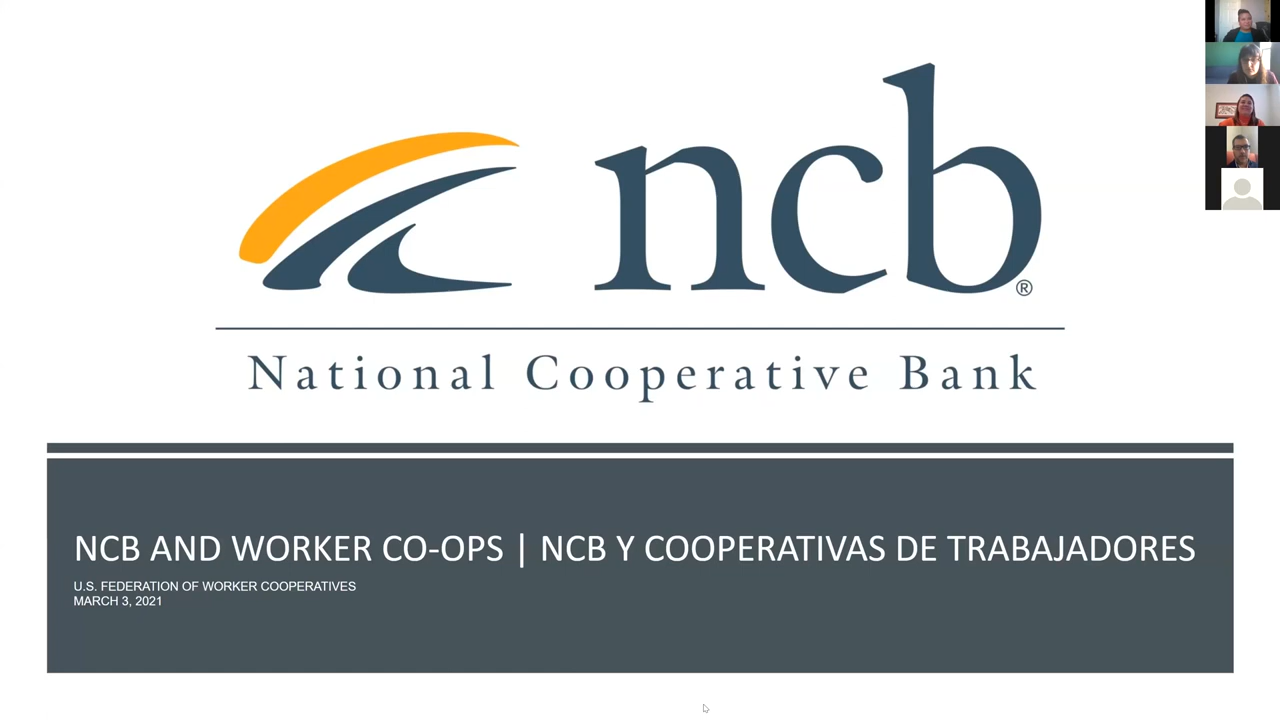 ncb®
National Cooperative Bank
NCB AND WORKER CO-OPS | NCB Y COOPERATIVAS DE TRABAJADORES
U.S. FEDERATION OF WORKER COOPERATIVES
MARCH 3, 2021